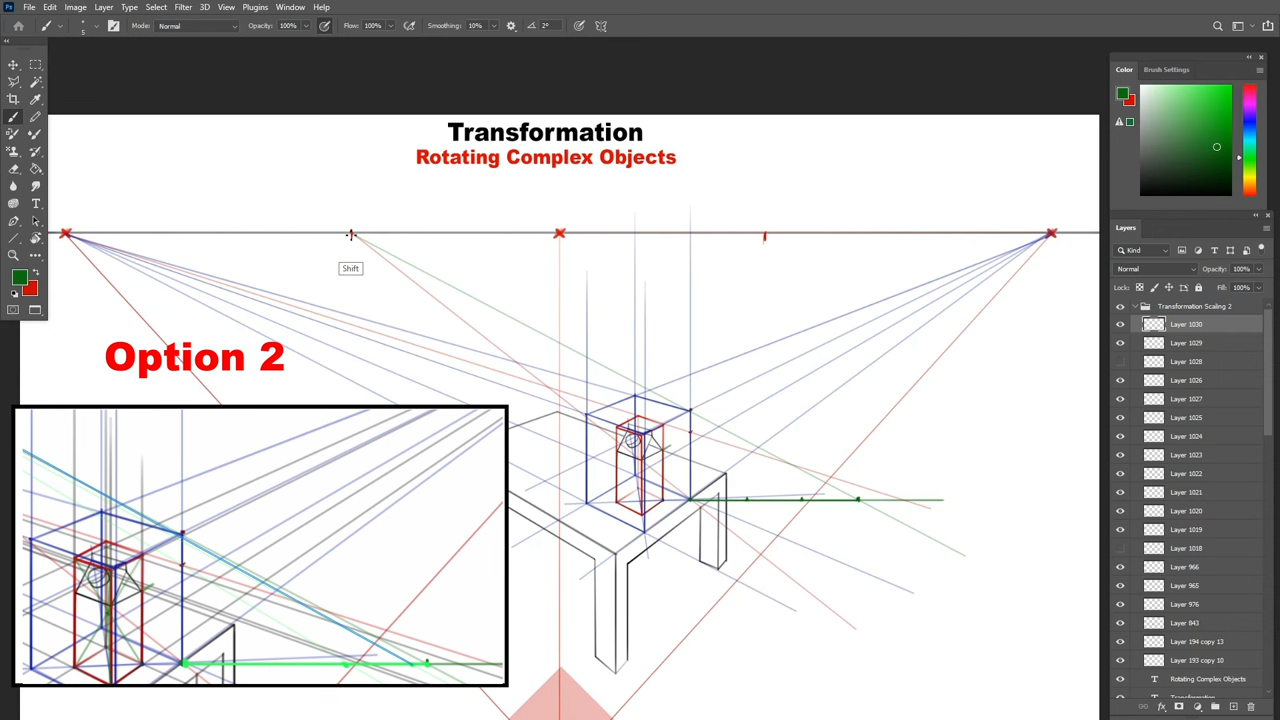 File Edit Image Layer Type Select Filter 3D View Plugins Window Help
5 Mode: Normal Opacity: 100% Flow: 100% Smoothing: 10% 2°
Transformation
Rotating Complex Objects
Shift
Option 2
Color Brush Settings
Layers
Kind
Normal Opacity: 100%
Lock: Fill: 100%
Transformation Scaling 2
Layer 1030
Layer 1029
Layer 1028
Layer 1026
Layer 1027
Layer 1025
Layer 1024
Layer 1023
Layer 1022
Layer 1021
Layer 1020
Layer 1019
Layer 1018
Layer 966
Layer 965
Layer 976
Layer 843
Layer 194 copy 13
Layer 193 copy 10
Rotating Complex Objects
Transformation